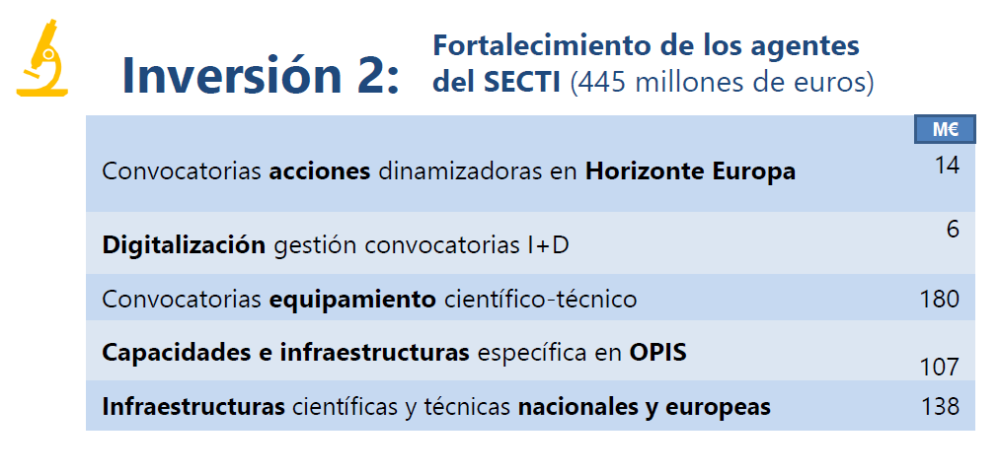 Inversión 2:
Fortalecimiento de los agentes
del SECTI (445 millones de euros)
M€
Convocatorias acciones dinamizadoras en Horizonte Europa 14
Digitalización gestión convocatorias I+D 6
Convocatorias equipamiento científico-técnico 180
Capacidades e infraestructuras específica en OPIS 107
Infraestructuras científicas y técnicas nacionales y europeas 138